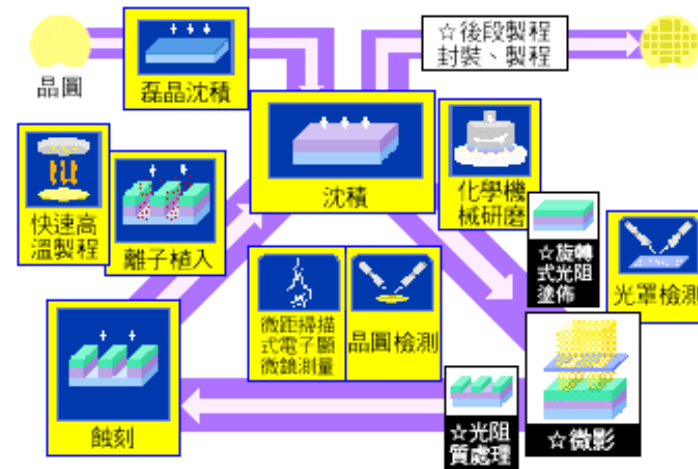 晶圓
磊晶沈積
☆後段製程
封裝、製程
沈積
化學機
械研磨
快速高
溫製程
離子植入
☆旋轉
式光阻
塗佈
光罩檢測
微距掃描
式電子顯
微鏡測量
晶圓檢測
蝕刻
☆光阻
質處理
☆微影